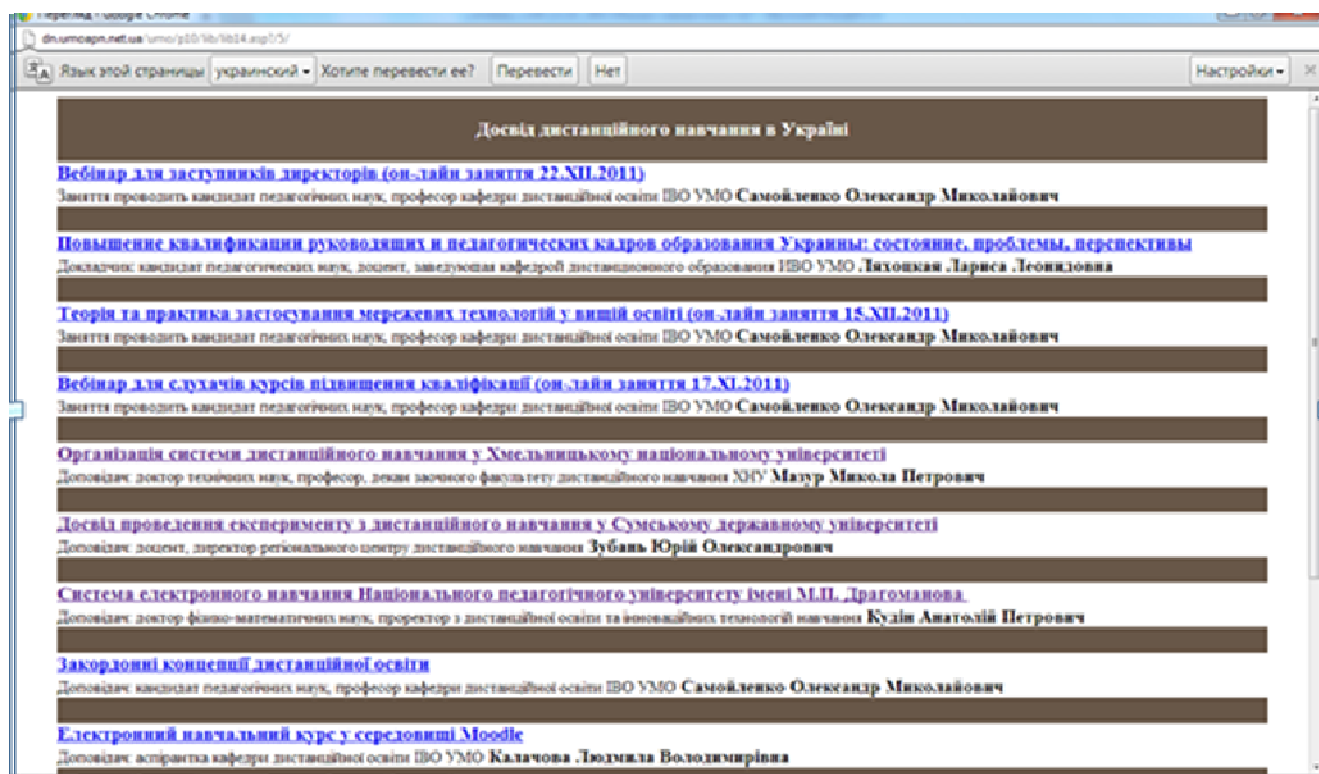 Перегляд - Google Chrome
dn.umoapn.net.ua/umo/p10/lib/lib14.asp?/5/
Язык этой страницы украинский Хотите перевести ее? Перевести Нет Настройки
Досвід дистанційного навчання в Україні
Вебінар для заступників директорів (он-лайн заняття 22.XII.2011)
Заняття проводить кандидат педагогічних наук, професор кафедри дистанційної освіти ІВО УМО Самойленко Олександр Миколайович
Повышение квалификации руководящих и педагогических кадров образования Украины: состояние, проблемы, перспективы
Докладчик: кандидат педагогических наук, доцент, заведующая кафедрой дистанционного образования ИВО УМО Ляхоцкая Лариса Леонидовна
Теорія та практика застосування мережевих технологій у вищій освіті (он-лайн заняття 15.XII.2011)
Заняття проводить кандидат педагогічних наук, професор кафедри дистанційної освіти ІВО УМО Самойленко Олександр Миколайович
Вебінар для слухачів курсів підвищення кваліфікації (он-лайн заняття 17.XI.2011)
Заняття проводить кандидат педагогічних наук, професор кафедри дистанційної освіти ІВО УМО Самойленко Олександр Миколайович
Організація системи дистанційного навчання у Хмельницькому національному університеті
Доповідач: доктор технічних наук, професор, декан заочного факультету дистанційного навчання ХНУ Мазур Микола Петрович
Досвід проведення експерименту з дистанційного навчання у Сумському державному університеті
Доповідач: доцент, директор регіонального центру дистанційного навчання Зубань Юрій Олександрович
Система електронного навчання Національного педагогічного університету імені М.П. Драгоманова
Доповідач: доктор фізико-математичних наук, проректор з дистанційної освіти та інноваційних технологій навчання Кудін Анатолій Петрович
Закордонні концепції дистанційної освіти
Доповідач: кандидат педагогічних наук, професор кафедри дистанційної освіти ІВО УМО Самойленко Олександр Миколайович
Електронний навчальний курс у середовищі Moodle
Доповідач: аспірантка кафедри дистанційної освіти ІВО УМО Калачова Людмила Володимирівна